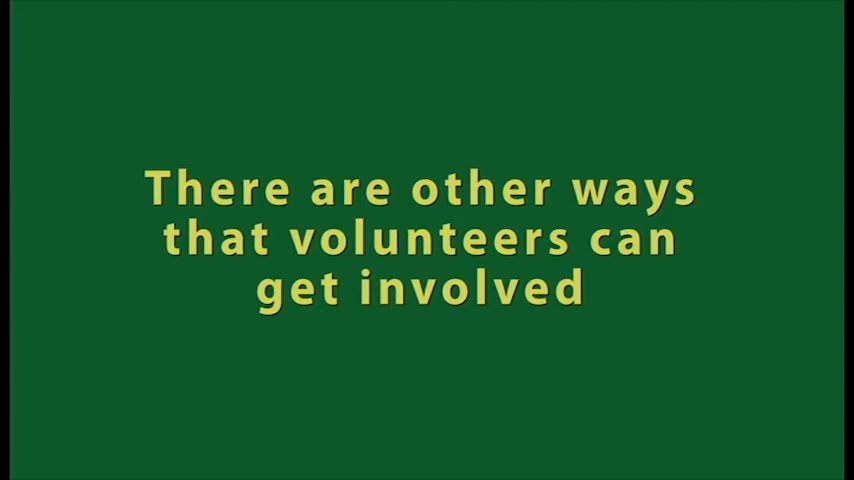 There are other ways
that volunteers can
get involved